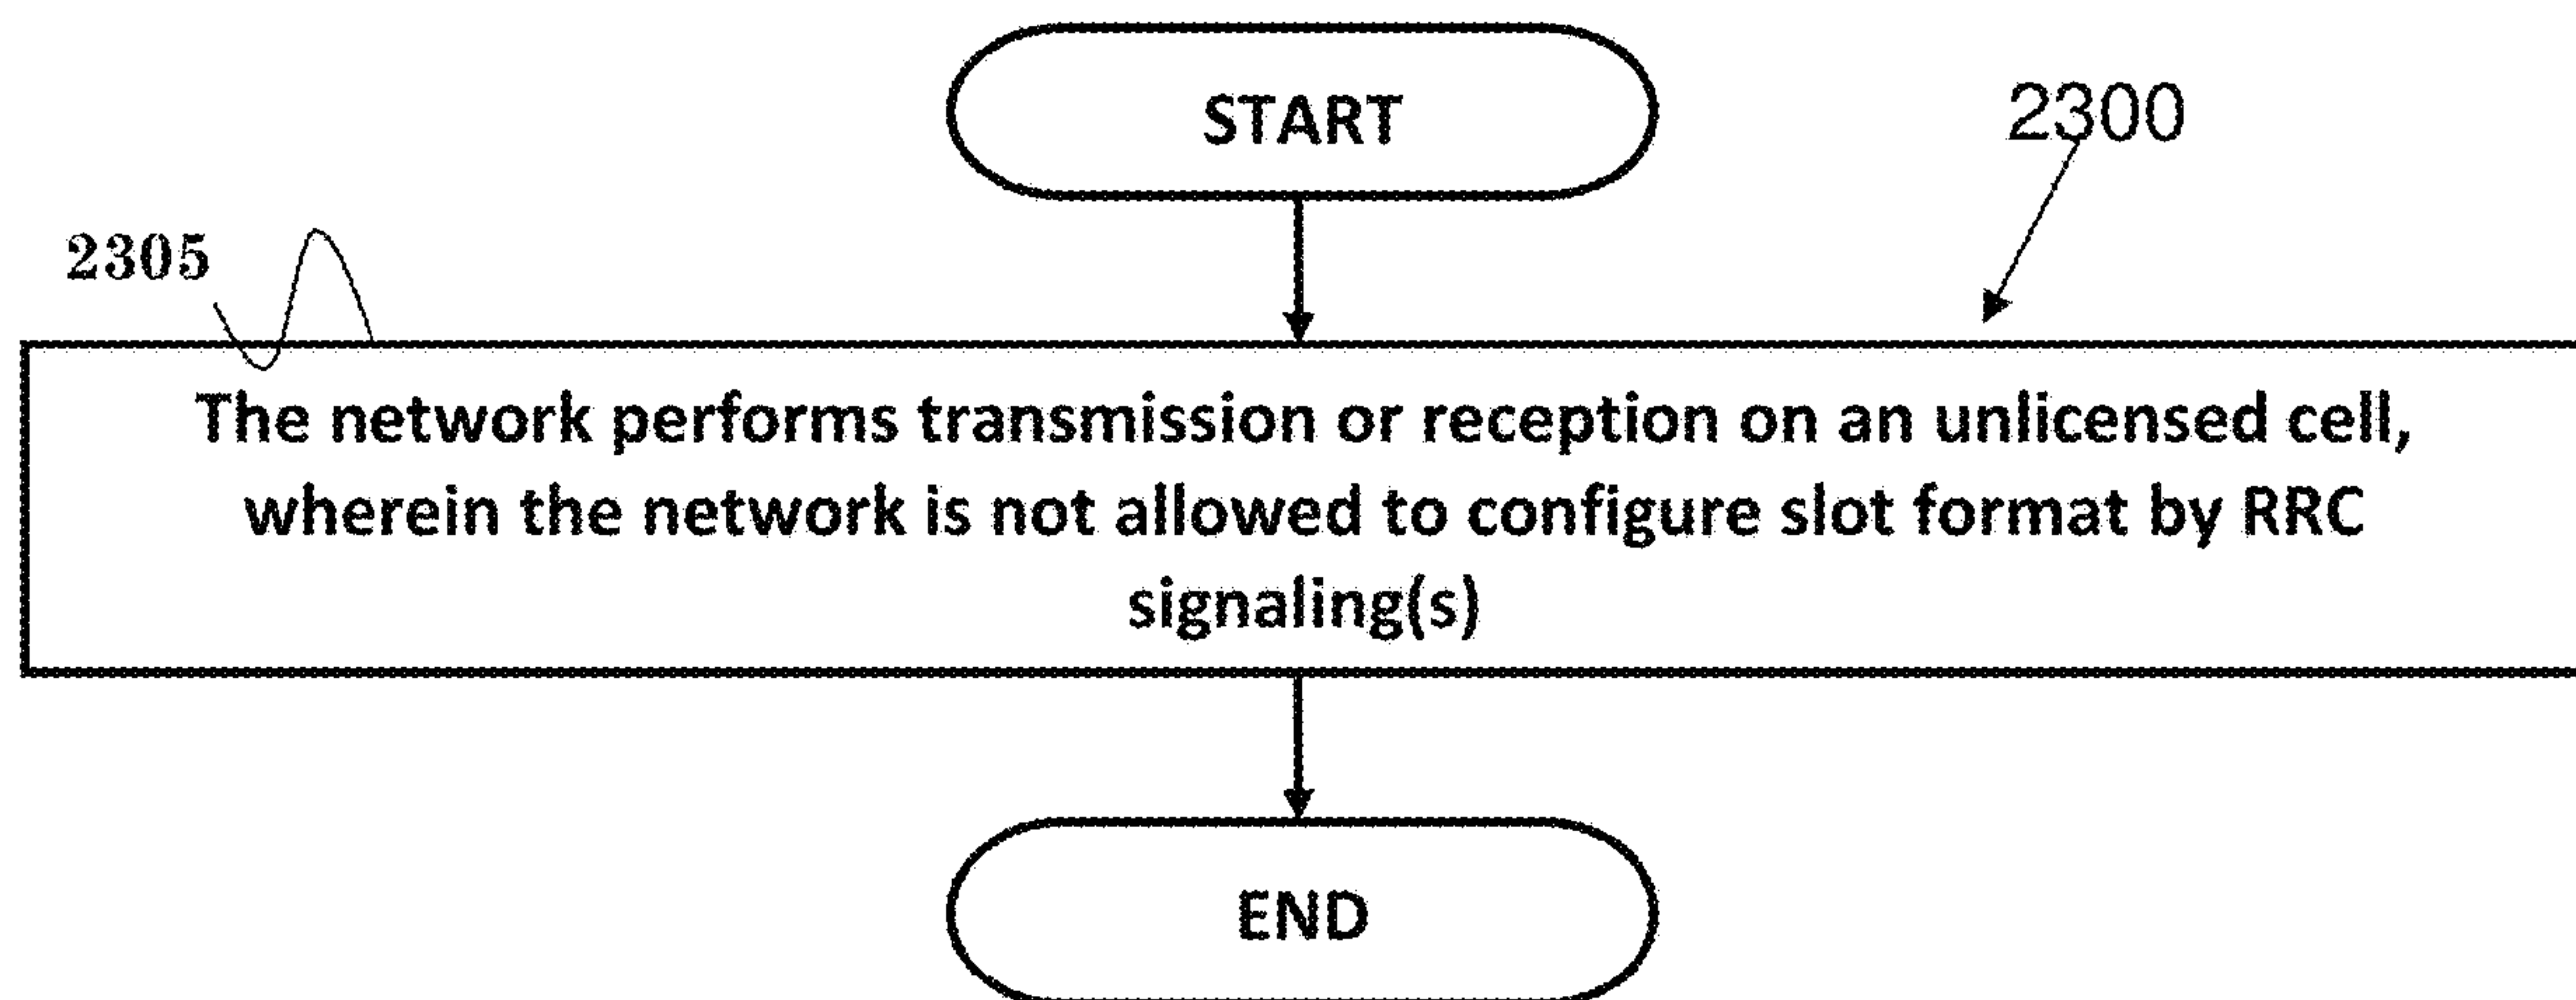 START
2300
2305
The network performs transmission or reception on an unlicensed cell,
wherein the network is not allowed to configure slot format by RRC
signaling(s)
END